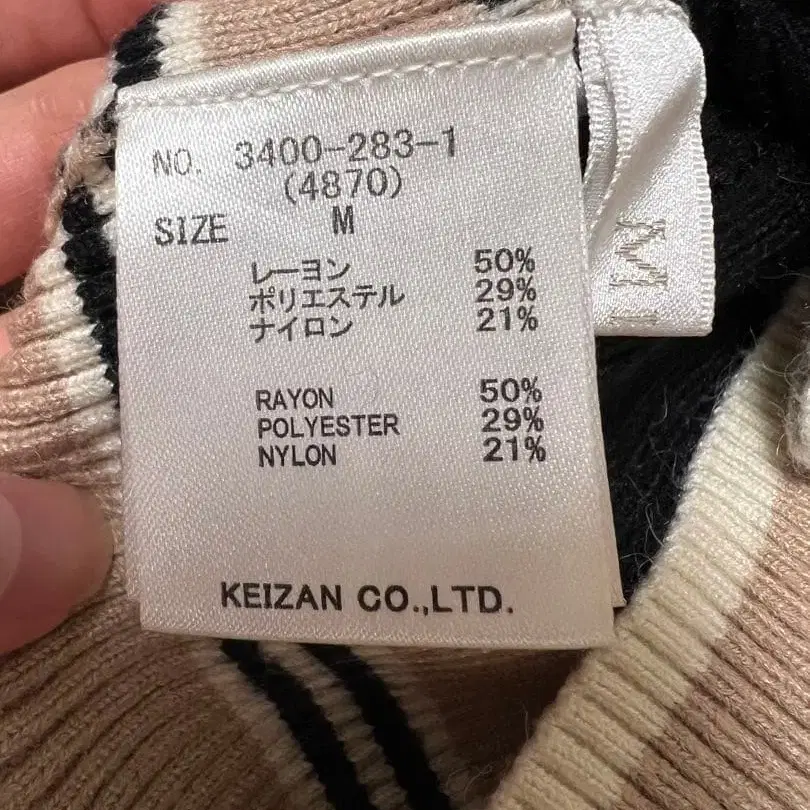 NO. 3400-283-1
(4870)
SIZE M
レーヨン 50%
ポリエステル 29%
ナイロン 21%
RAYON 50%
POLYESTER 29%
NYLON 21%
KEIZAN CO.,LTD.